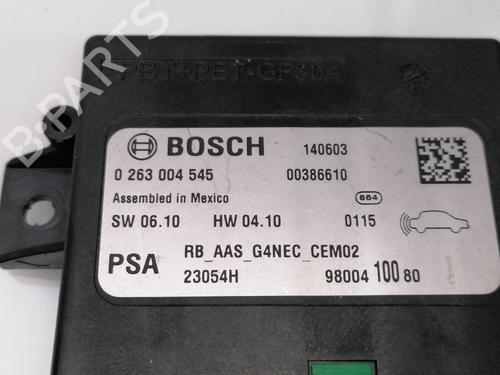 B-PARTS
PBT+PET-GF30
BOSCH 140603
0 263 004 545 00386610
Assembled in Mexico 864
SW 06.10 HW 04.10 0115
PSA RB_AAS_G4NEC_CEM02
23054H 98004 100 80